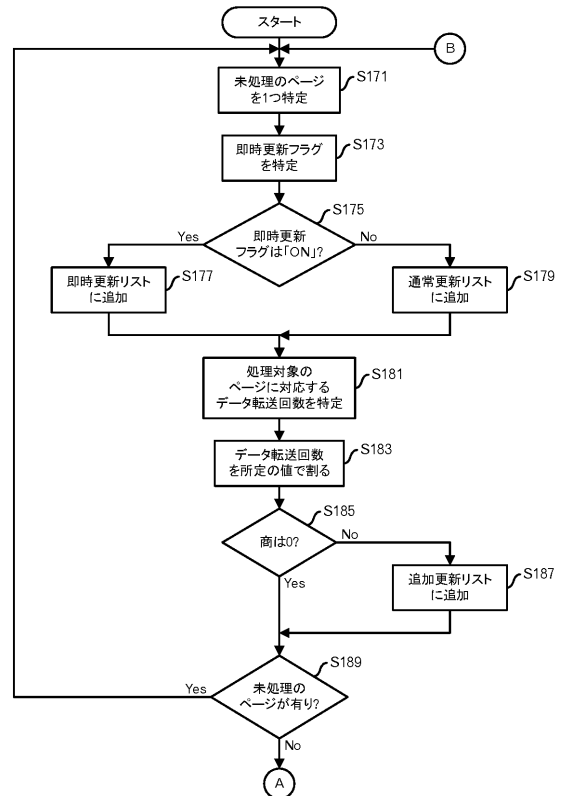 スタート
B
未処理のページ
を1つ特定
S171
即時更新フラグ
を特定
S173
即時更新
フラグは「ON」?
S175
Yes
No
即時更新リスト
に追加
S177
通常更新リスト
に追加
S179
処理対象の
ページに対応する
データ転送回数を特定
S181
データ転送回数
を所定の値で割る
S183
商は0?
S185
No
Yes
追加更新リスト
に追加
S187
未処理の
ページが有り?
S189
Yes
No
A